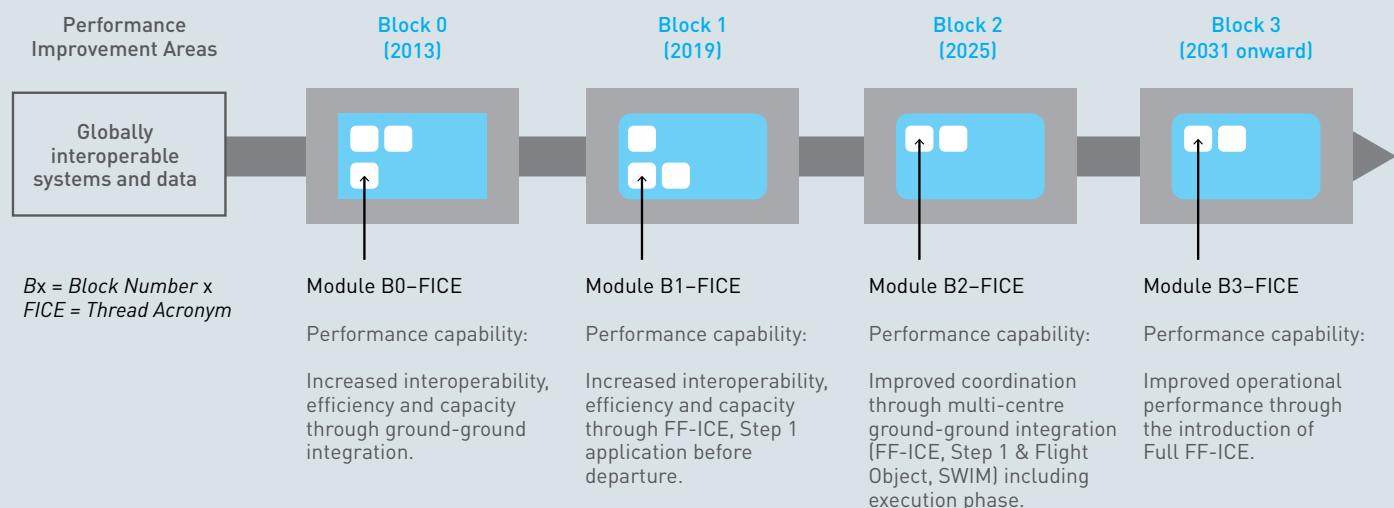 Performance
Improvement Areas
Block 0
(2013)
Block 1
(2019)
Block 2
(2025)
Block 3
(2031 onward)
Globally
interoperable
systems and data
Bx = Block Number x
FICE = Thread Acronym
Module B0–FICE
Performance capability:
Increased interoperability,
efficiency and capacity
through ground-ground
integration.
Module B1–FICE
Performance capability:
Increased interoperability,
efficiency and capacity
through FF-ICE, Step 1
application before
departure.
Module B2–FICE
Performance capability:
Improved coordination
through multi-centre
ground-ground integration
(FF-ICE, Step 1 & Flight
Object, SWIM) including
execution phase.
Module B3–FICE
Performance capability:
Improved operational
performance through
the introduction of
Full FF-ICE.